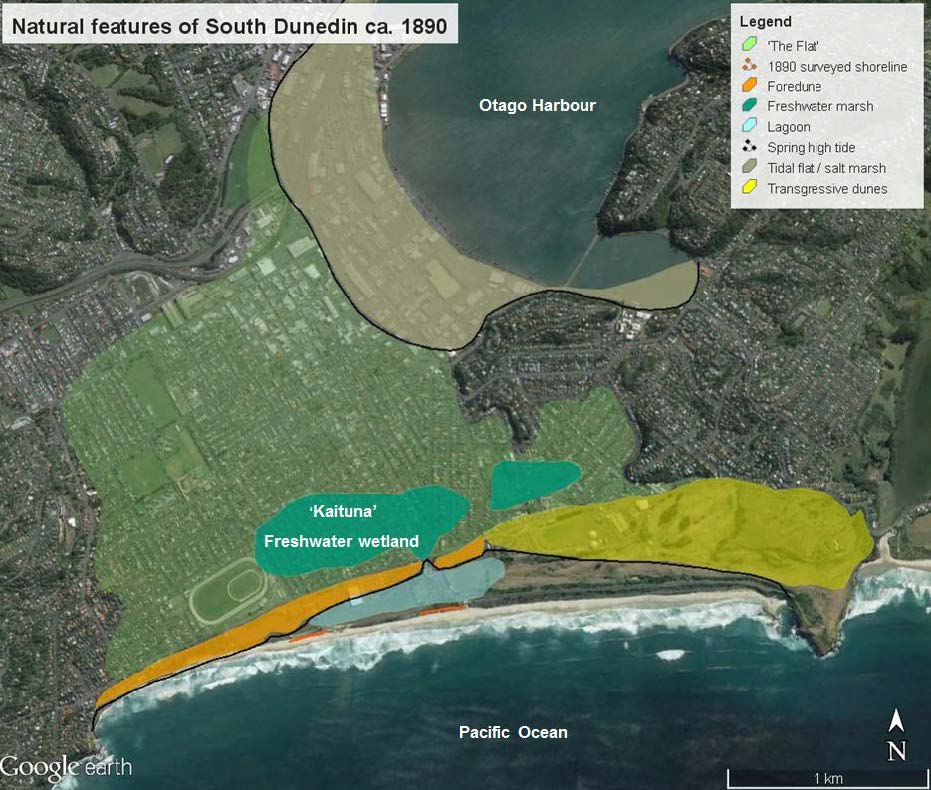 Natural features of South Dunedin ca. 1890
Otago Harbour
Legend
'The Flat'
1890 surveyed shoreline
Foredune
Freshwater marsh
Lagoon
Spring high tide
Tidal flat / salt marsh
Transgressive dunes
‘Kaituna’
Freshwater wetland
Pacific Ocean
N
Google earth
1 km